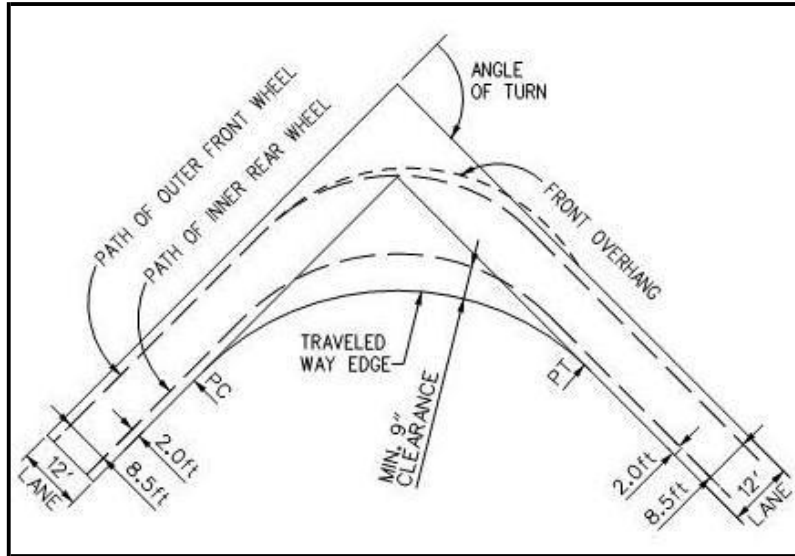 ANGLE
OF TURN
PATH OF OUTER FRONT WHEEL
PATH OF INNER REAR WHEEL
FRONT OVERHANG
TRAVELED
WAY EDGE
PC
PT
MIN. 9"
CLEARANCE
2.0ft
8.5ft
12'
LANE
2.0ft
8.5ft
12'
LANE